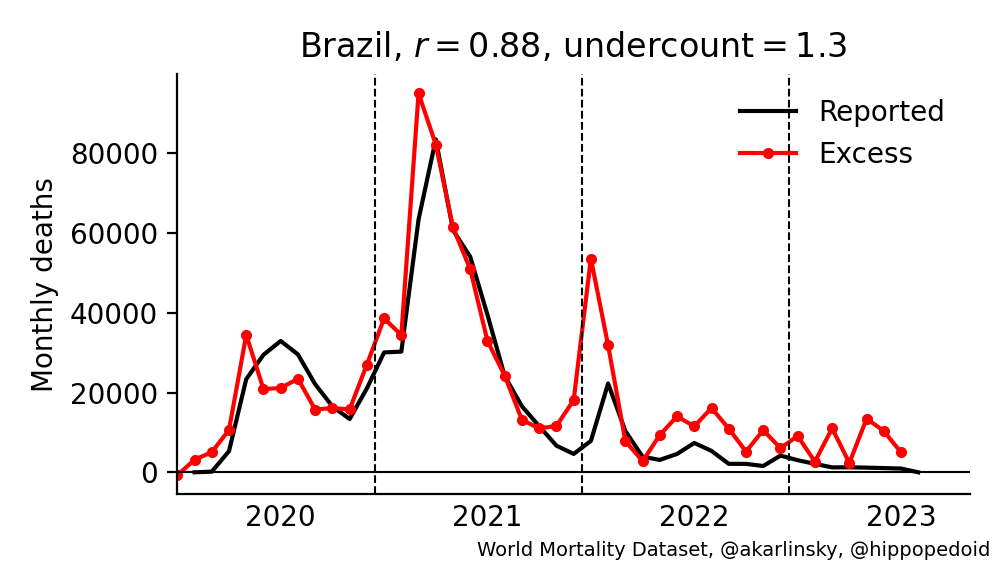 Brazil, r = 0.88, undercount = 1.3
Reported
Excess
Monthly deaths
80000
60000
40000
20000
0
2020 2021 2022 2023
World Mortality Dataset, @akarlinsky, @hippopedoid